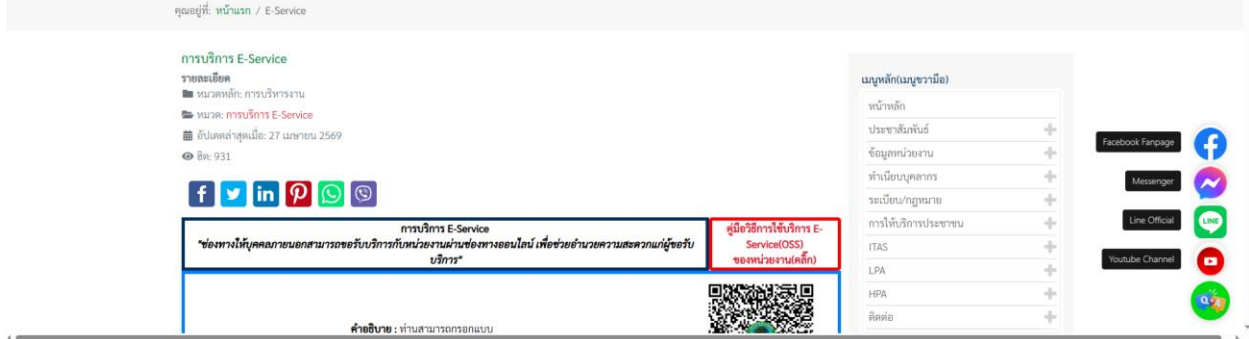 คุณอยู่ที่: หน้าแรก / E-Service
การบริการ E-Service
รายละเอียด
หมวดหลัก: การบริหารงาน
หมวด: การบริการ E-Service
อัปเดตล่าสุดเมื่อ: 27 เมษายน 2569
ฮิต: 931
การบริการ E-Service
"ช่องทางให้บุคคลภายนอกสามารถขอรับบริการกับหน่วยงานผ่านช่องทางออนไลน์ เพื่อช่วยอำนวยความสะดวกแก่ผู้ขอรับ
บริการ"
คู่มือวิธีการใช้บริการ E-
Service(OSS)
ของหน่วยงาน(คลิ๊ก)
คำอธิบาย : ท่านสามารถกรอกแบบ
เมนูหลัก(เมนูขวามือ)
หน้าหลัก
ประชาสัมพันธ์
ข้อมูลหน่วยงาน
ทำเนียบบุคลากร
ระเบียบ/กฎหมาย
การให้บริการประชาชน
ITAS
LPA
HPA
ติดต่อ
Facebook Fanpage
Messenger
Line Official
LINE
Youtube Channel
Q&A